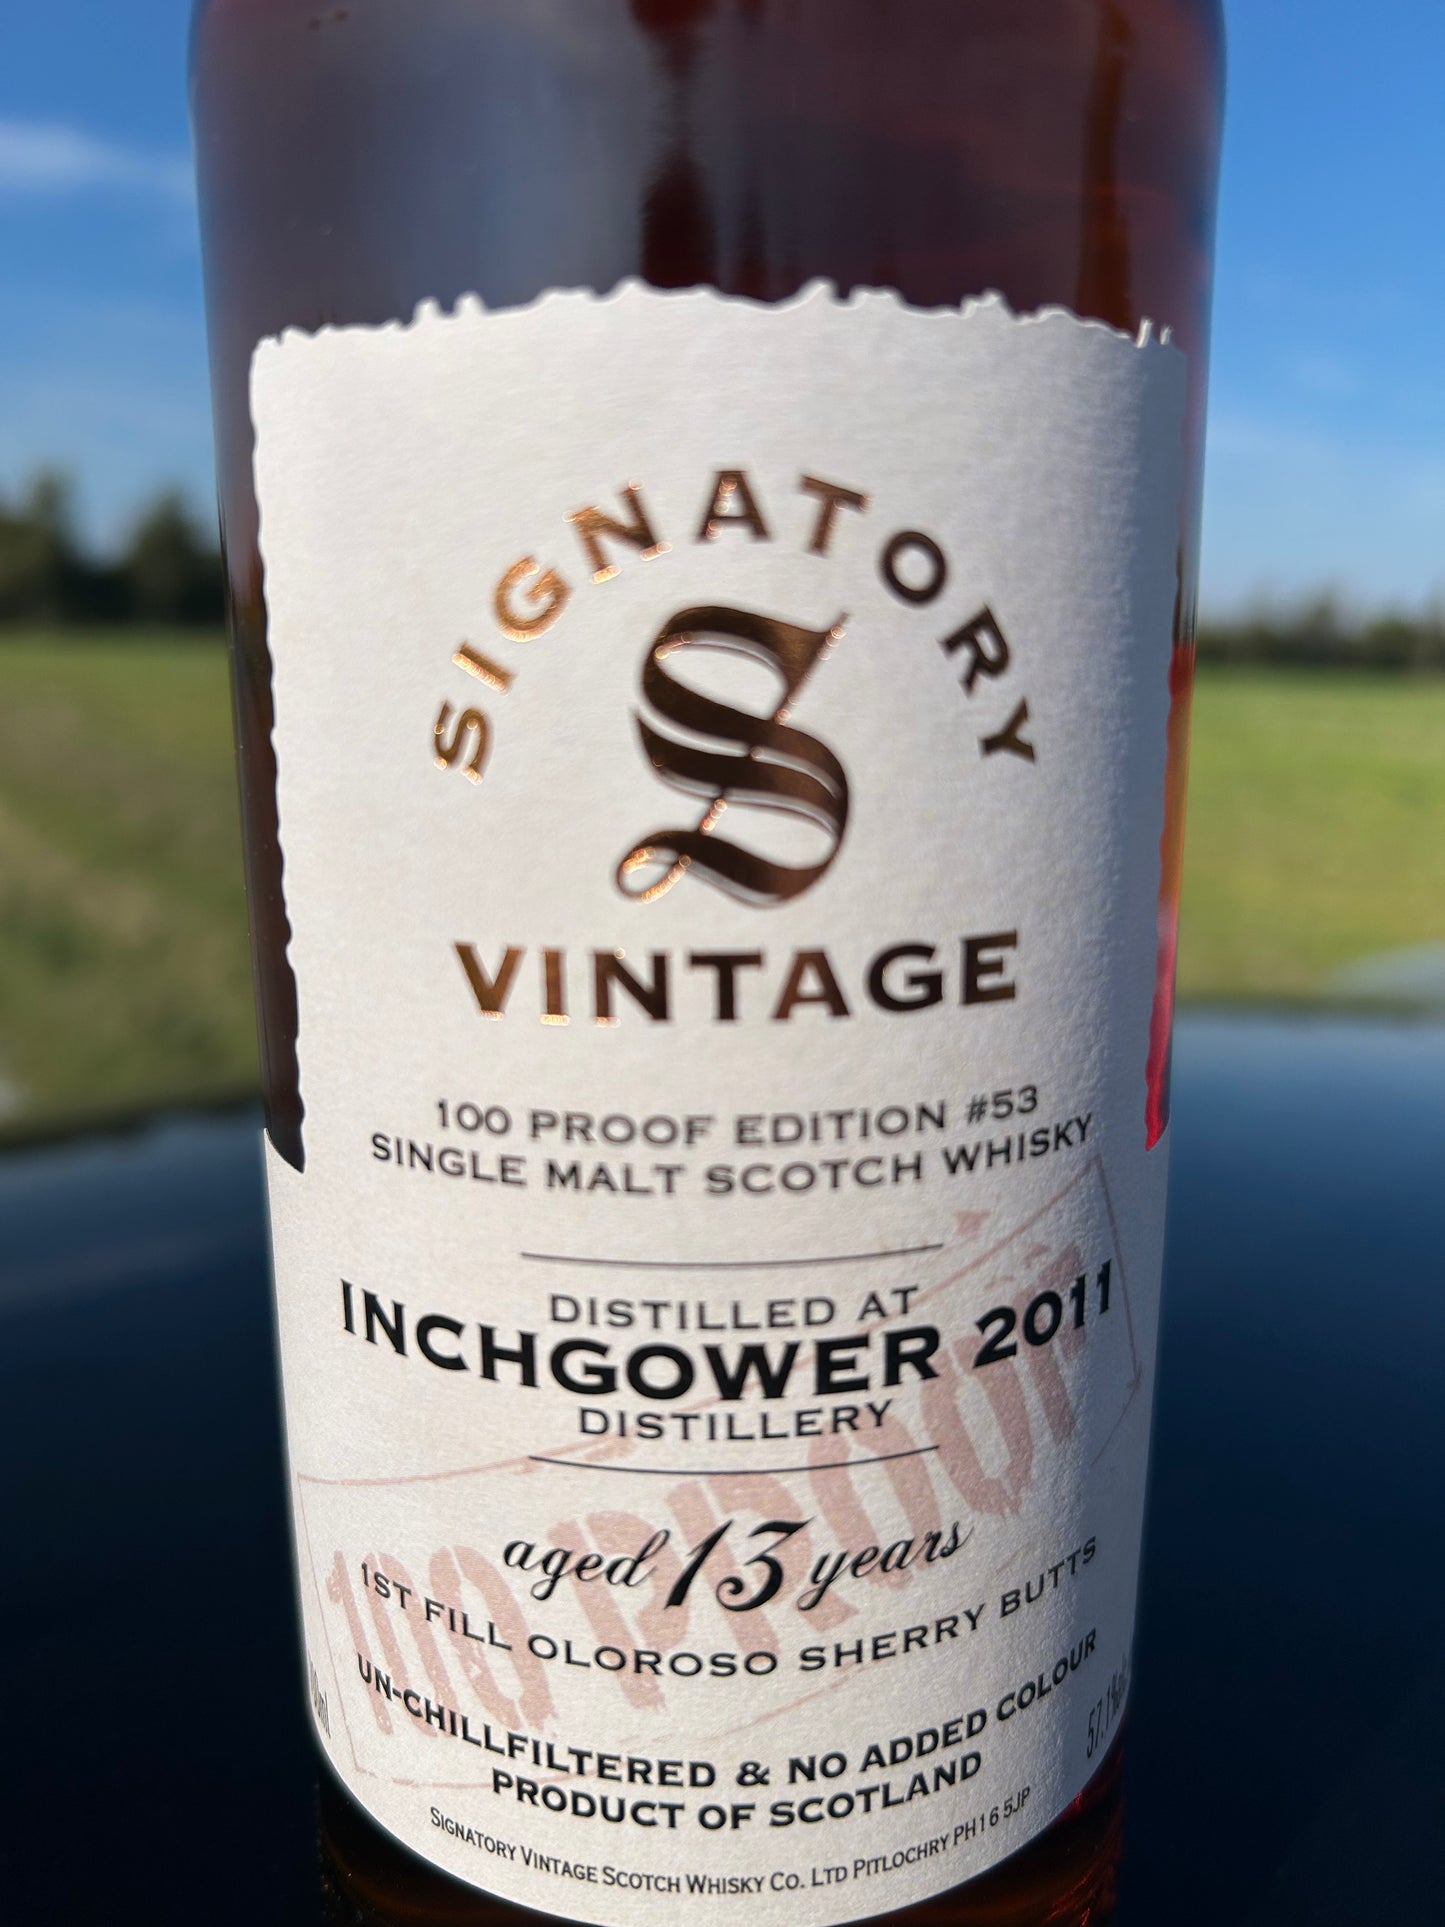 SIGNATORY
S
VINTAGE
100 PROOF EDITION #53
SINGLE MALT SCOTCH WHISKY
DISTILLED AT
INCHGOWER 2011
DISTILLERY
aged 13 years
1ST FILL OLOROSO SHERRY BUTTS
100 PROOF
UN-CHILLFILTERED & NO ADDED COLOUR
PRODUCT OF SCOTLAND
57.1%
SIGNATORY VINTAGE SCOTCH WHISKY CO. LTD PITLOCHRY PH16 5JP